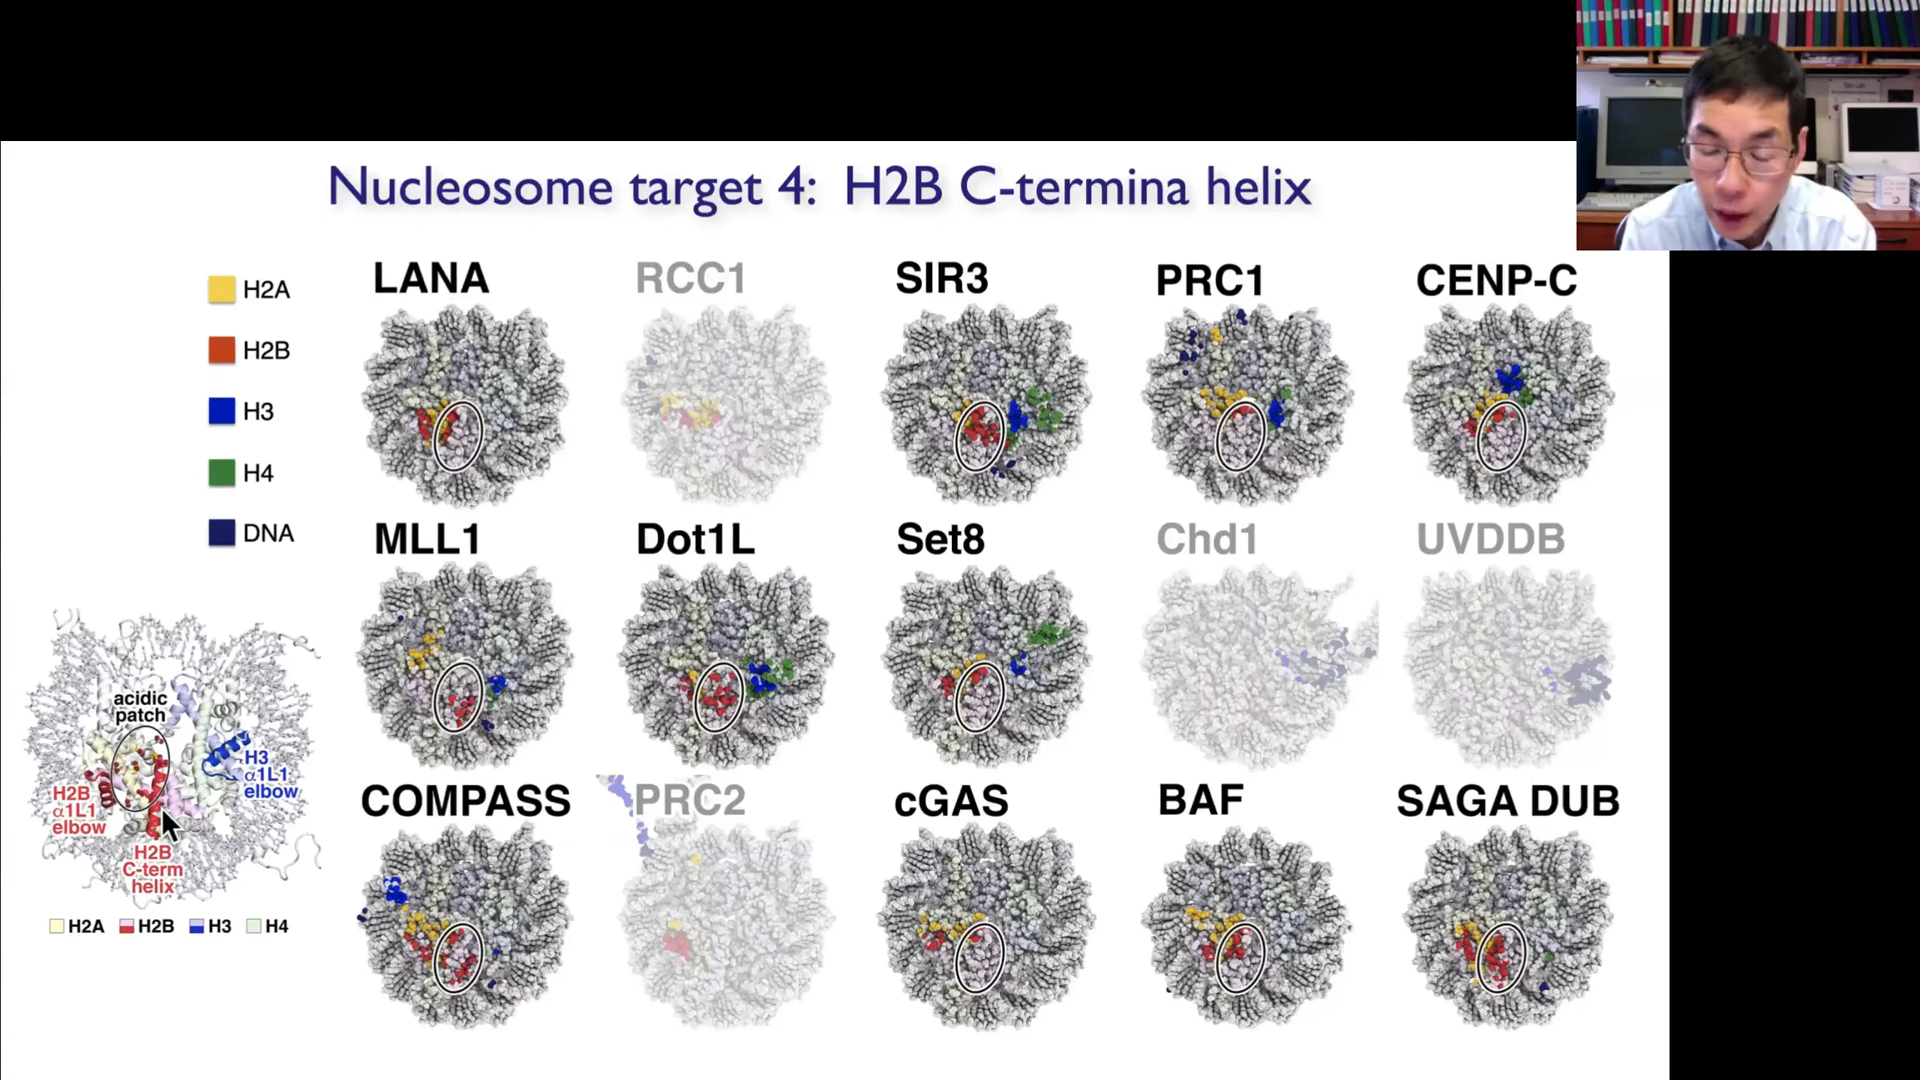 Nucleosome target 4: H2B C-termina helix
H2A
H2B
H3
H4
DNA
LANA
RCC1
SIR3
PRC1
CENP-C
MLL1
Dot1L
Set8
Chd1
UVDDB
COMPASS
PRC2
cGAS
BAF
SAGA DUB
acidic
patch
H3
α1L1
elbow
H2B
α1L1
elbow
H2B
C-term
helix
H2A H2B H3 H4